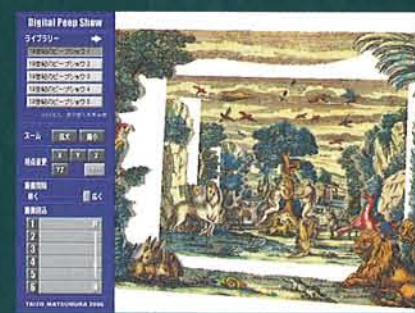 Digital Peep Show
ライブラリー
18世紀のピープショウ 1
18世紀のピープショウ 2
18世紀のピープショウ 3
18世紀のピープショウ 4
18世紀のピープショウ 5
ズーム 拡大 縮小
視点変更 X Y Z
YZ
画像間隔
狭く 広く
画像読込
1
2
3
4
5
6
TAIZO MATSUMURA 2006